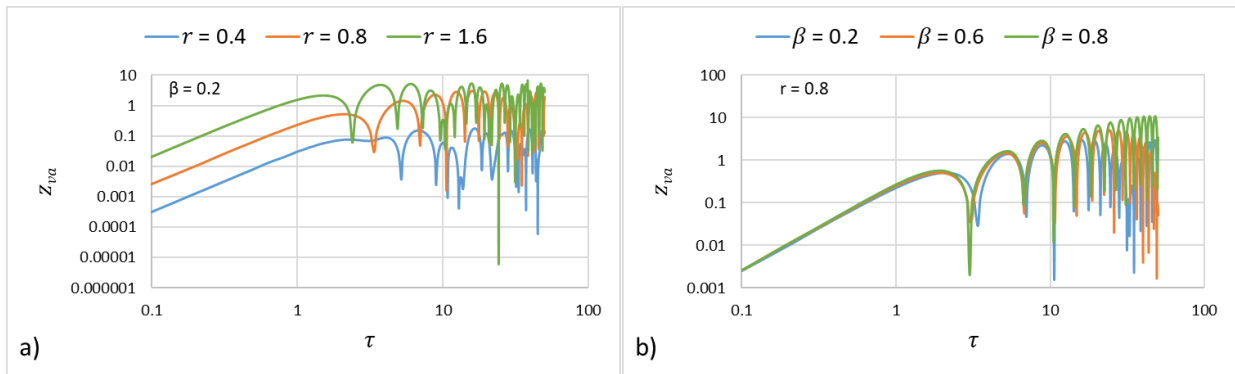 r = 0.4 r = 0.8 r = 1.6
β = 0.2
z_va
10
1
0.1
0.01
0.001
0.0001
0.00001
0.000001
0.1 1 10 100
τ
a)
β = 0.2 β = 0.6 β = 0.8
r = 0.8
z_va
100
10
1
0.1
0.01
0.001
0.1 1 10 100
τ
b)